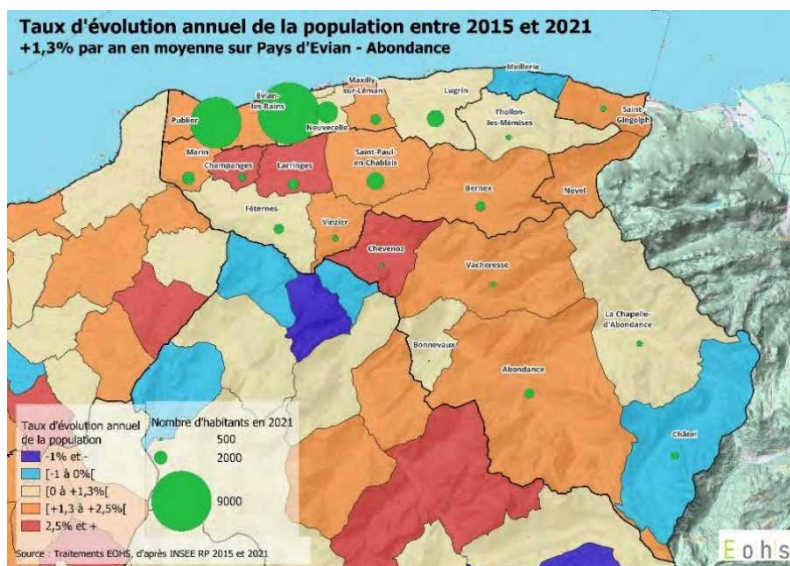 Taux d'évolution annuel de la population entre 2015 et 2021
+1,3% par an en moyenne sur Pays d'Evian - Abondance
Meillerie
Maxilly
-sur-Léman
Lugrin
Évian
-les-Bains
Publier
Neuvecelle
Thollon-
les-Mémises
Saint-
Gingolph
Marin
Champanges
Larringes
Saint-Paul-
en-Chablais
Bernex
Novel
Féternes
Vinzier
Chevenoz
Vacheresse
La Chapelle-
d'Abondance
Bonnevaux
Abondance
Châtel
Taux d'évolution annuel
de la population
-1% et -
[-1 à 0%[
[0 à +1,3%[
[+1,3 à +2,5%[
2,5% et +
Nombre d'habitants en 2021
500
2000
9000
Source : Traitements EOHS, d'après INSEE RP 2015 et 2021
Eohs